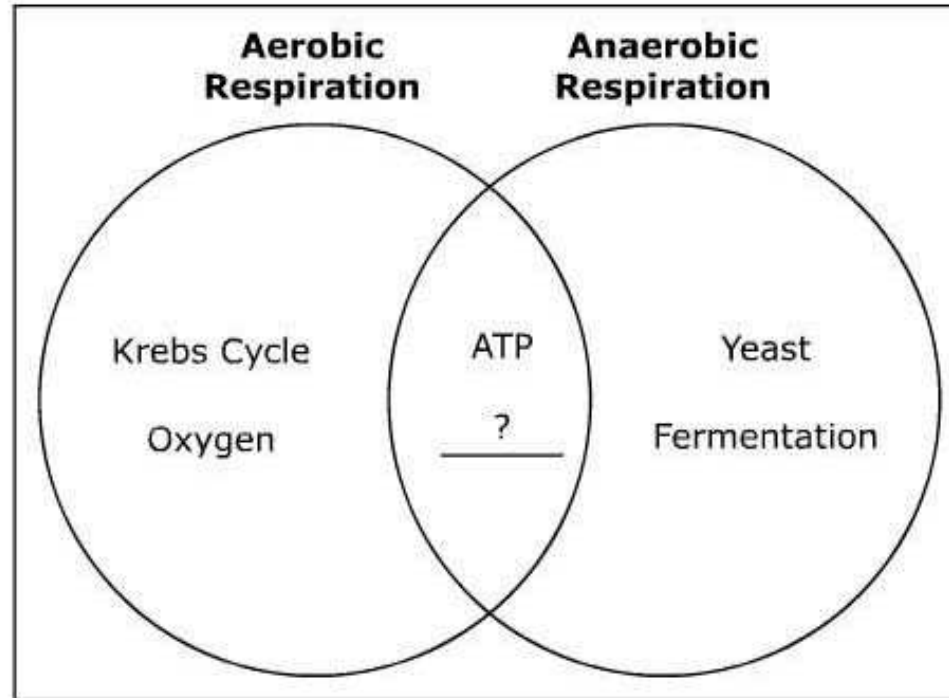 Aerobic
Respiration
Anaerobic
Respiration
Krebs Cycle
Oxygen
ATP
?
Yeast
Fermentation